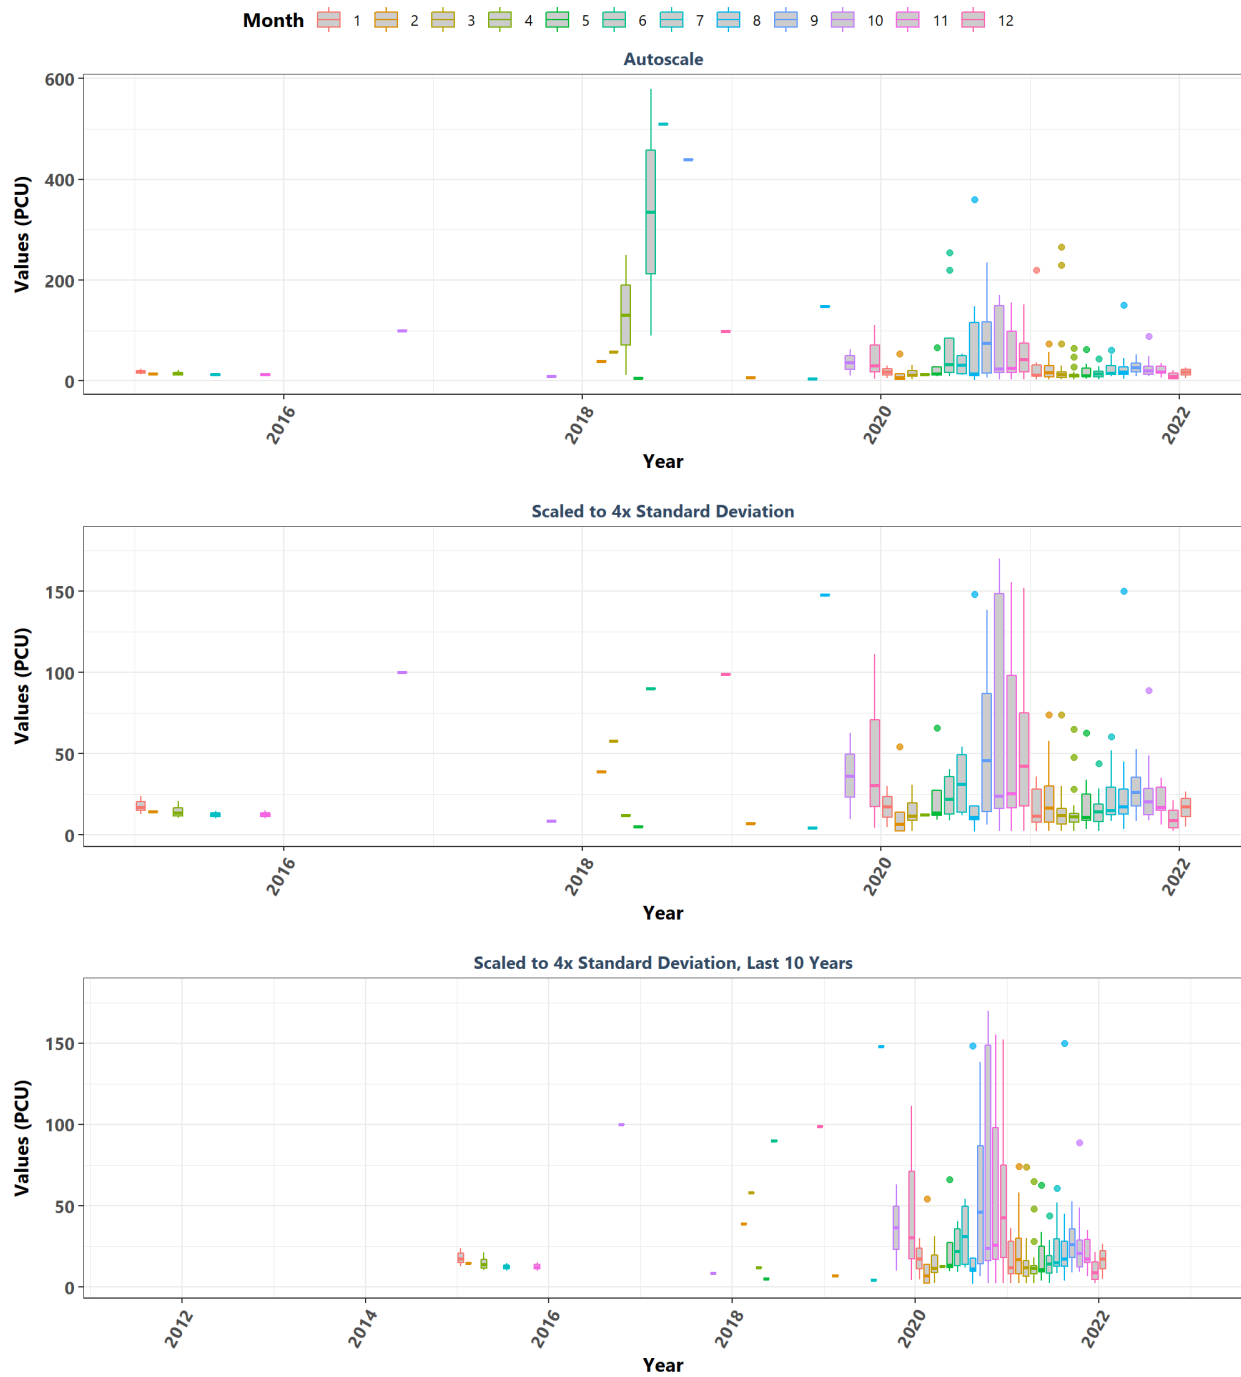 Month 1 2 3 4 5 6 7 8 9 10 11 12
Autoscale
Values (PCU)
600
400
200
0
2016 2018 2020 2022
Year
Scaled to 4x Standard Deviation
Values (PCU)
150
100
50
0
2016 2018 2020 2022
Year
Scaled to 4x Standard Deviation, Last 10 Years
Values (PCU)
150
100
50
0
2012 2014 2016 2018 2020 2022
Year